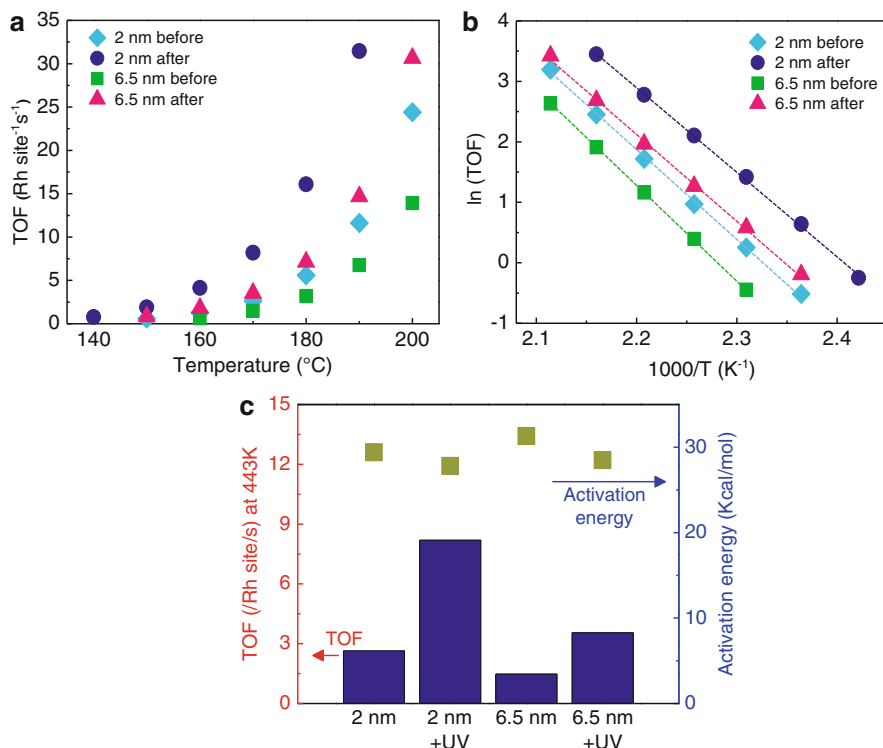 a
2 nm before
2 nm after
6.5 nm before
6.5 nm after
TOF (Rh site⁻¹s⁻¹)
35
30
25
20
15
10
5
0
140 150 160 170 180 190 200
Temperature (°C)
b
2 nm before
2 nm after
6.5 nm before
6.5 nm after
ln (TOF)
4
3
2
1
0
-1
2.1 2.2 2.3 2.4
1000/T (K⁻¹)
c
TOF (/Rh site/s) at 443K
15
12
9
6
3
0
TOF
Activation
energy
30
20
10
0
Activation energy (Kcal/mol)
2 nm 2 nm 6.5 nm 6.5 nm
+UV +UV